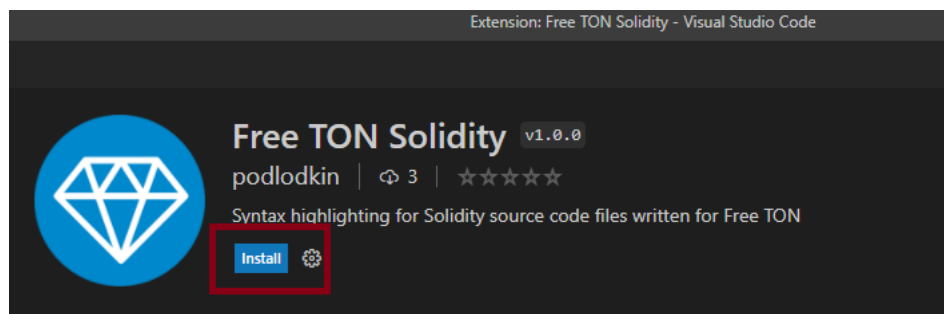 Extension: Free TON Solidity - Visual Studio Code
Free TON Solidity v1.0.0
podlodkin 3
Syntax highlighting for Solidity source code files written for Free TON
Install